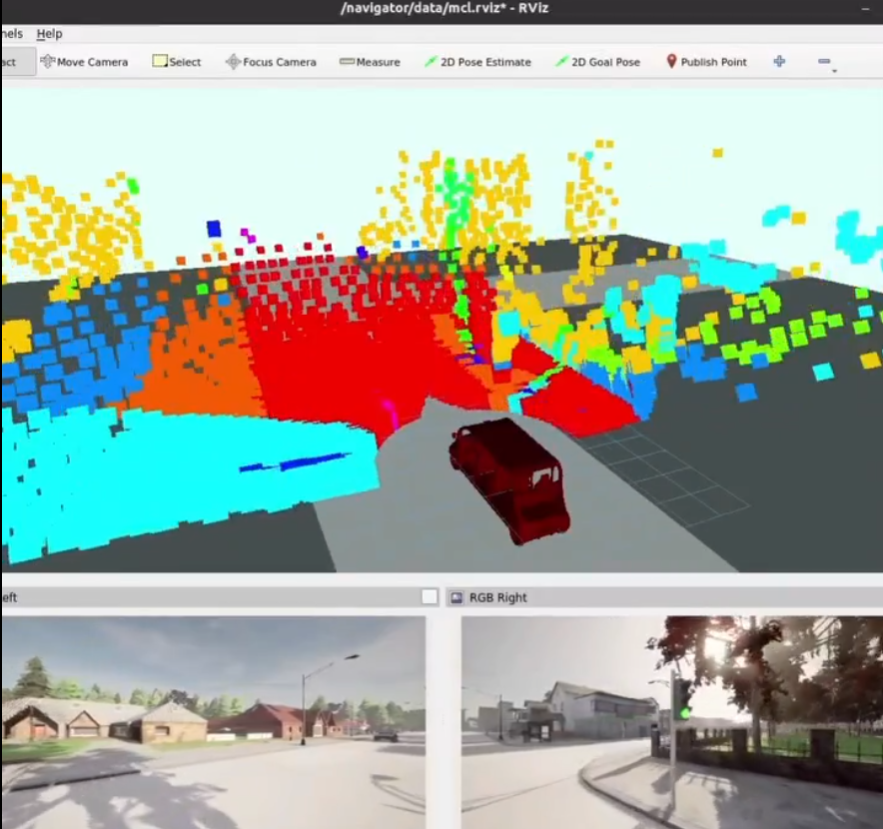 /navigator/data/mcl.rviz* - RViz
nels Help
act Move Camera Select Focus Camera Measure 2D Pose Estimate 2D Goal Pose Publish Point
eft RGB Right